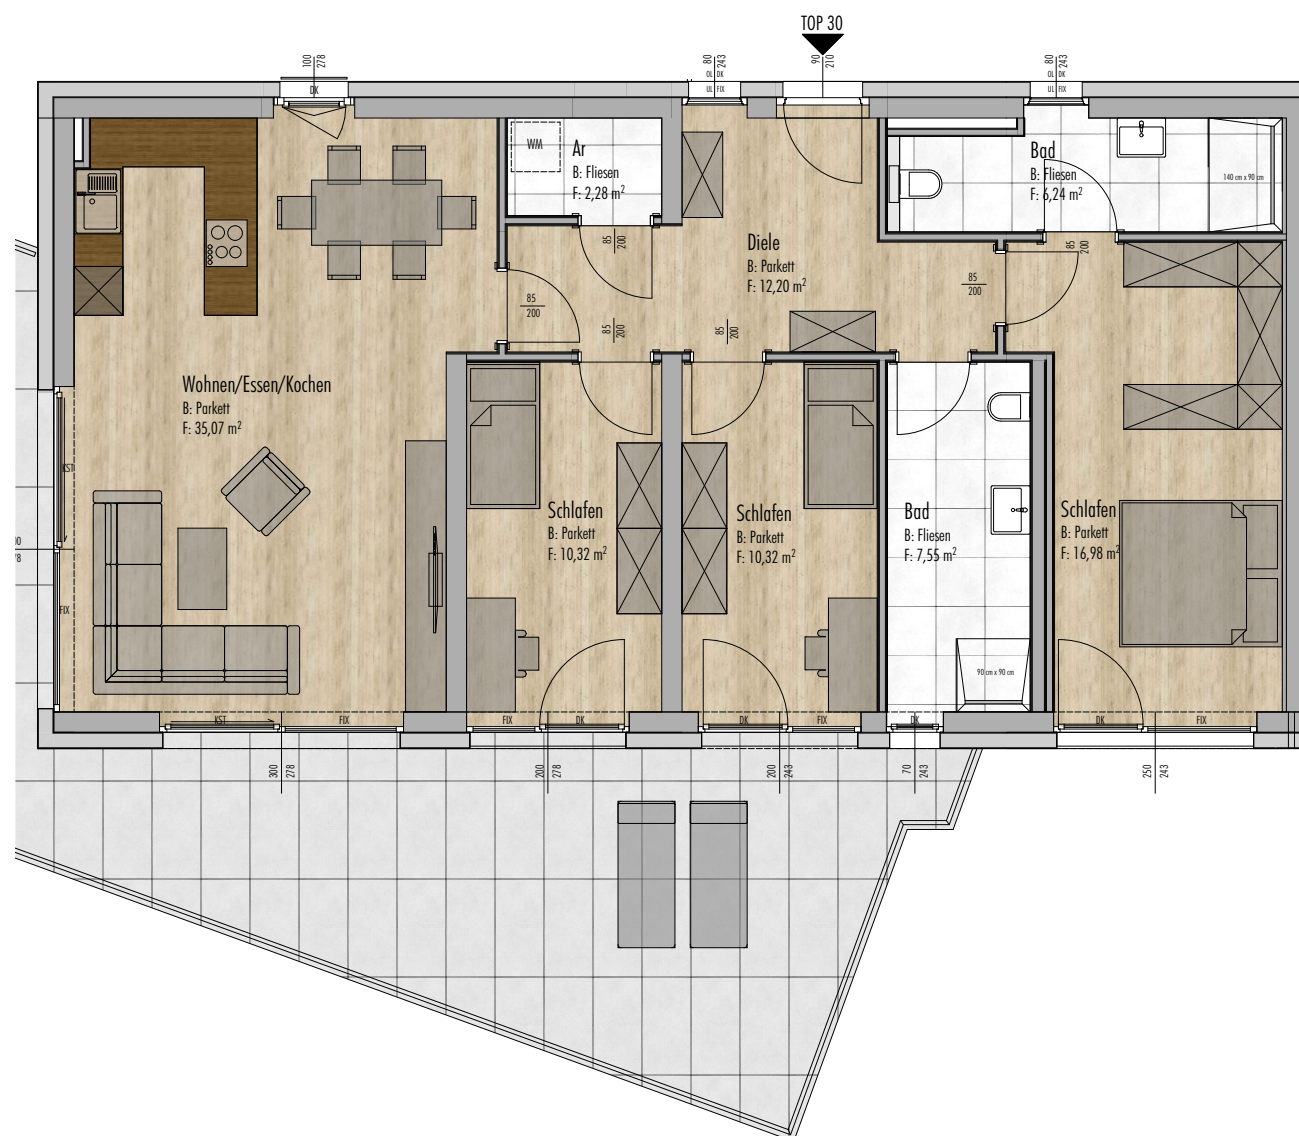 TOP 30
100
278
80
243
OL DK
UL FIX
90
210
80
243
OL DK
UL FIX
DK
WM
Ar
B: Fliesen
F: 2,28 m²
Bad
B: Fliesen
F: 6,24 m²
140 cm x 90 cm
Diele
B: Parkett
F: 12,20 m²
85
200
85
200
85
200
85
200
85
200
85
200
Wohnen/Essen/Kochen
B: Parkett
F: 35,07 m²
KST
FIX
Schlafen
B: Parkett
F: 10,32 m²
Schlafen
B: Parkett
F: 10,32 m²
Bad
B: Fliesen
F: 7,55 m²
Schlafen
B: Parkett
F: 16,98 m²
90 cm x 90 cm
KST
FIX
FIX
DK
DK
FIX
DK
DK
FIX
300
278
200
278
200
243
70
243
250
243